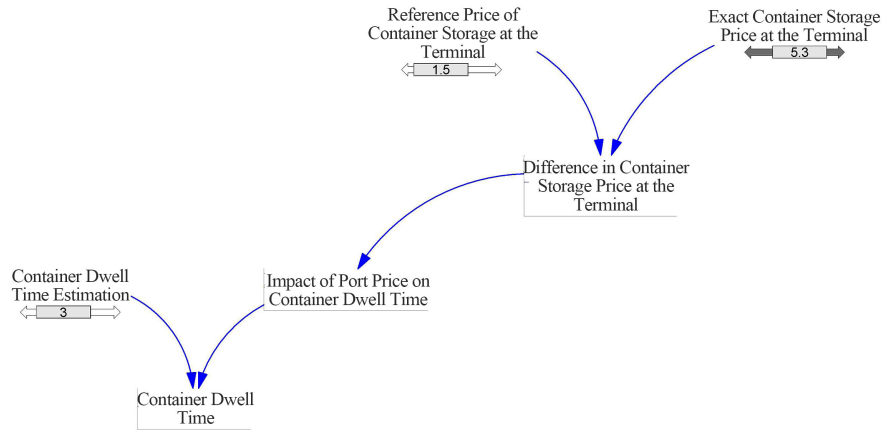 Reference Price of
Container Storage at the
Terminal
1.5
Exact Container Storage
Price at the Terminal
5.3
Difference in Container
Storage Price at the
Terminal
Impact of Port Price on
Container Dwell Time
Container Dwell
Time Estimation
3
Container Dwell
Time